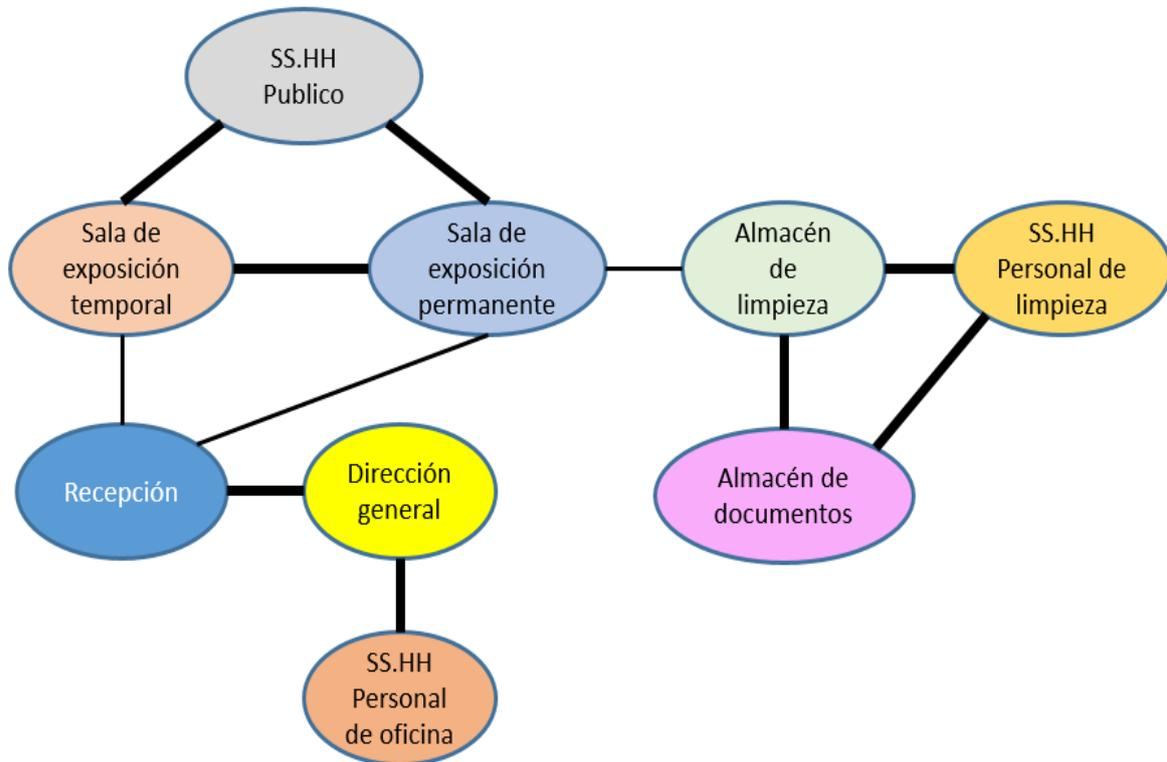 SS.HH
Publico
Sala de
exposición
temporal
Sala de
exposición
permanente
Almacén
de
limpieza
SS.HH
Personal de
limpieza
Recepción
Dirección
general
Almacén de
documentos
SS.HH
Personal
de oficina